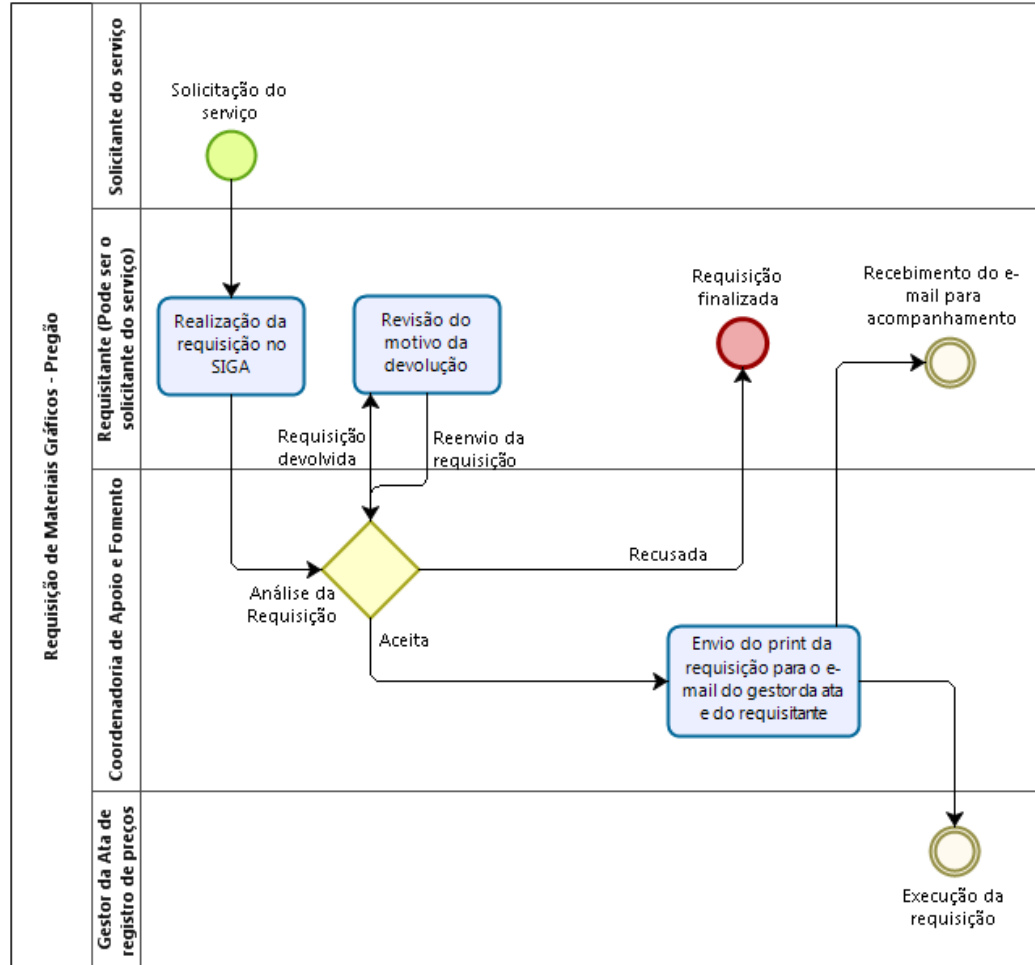 Requisição de Materiais Gráficos - Pregão
Solicitante do serviço
Solicitação do
serviço
Requisitante (Pode ser o
solicitante do serviço)
Realização da
requisição no
SIGA
Revisão do
motivo da
devolução
Requisição
finalizada
Recebimento do e-
mail para
acompanhamento
Requisição
devolvida
Reenvio da
requisição
Coordenadoria de Apoio e Fomento
Análise da
Requisição
Recusada
Aceita
Envio do print da
requisição para o e-
mail do gestor da ata
e do requisitante
Gestor da Ata de
registro de preços
Execução da
requisição